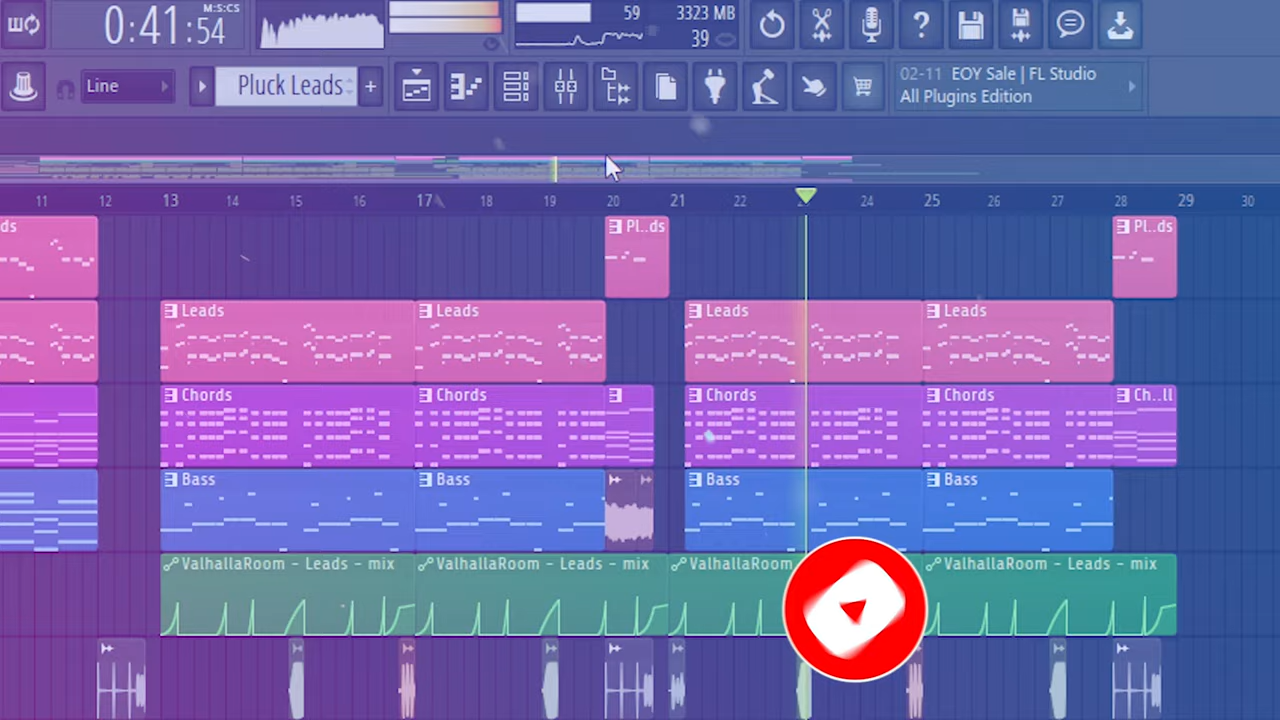 M:S:CS
0:41:54
59
3323 MB
39
?
Line
Pluck Leads
+
02-11 EOY Sale | FL Studio
All Plugins Edition
11 12 13 14 15 16 17 18 19 20 21 22 24 25 26 27 28 29 30
ds
Pl..ds
Pl..ds
Leads
Leads
Leads
Leads
Chords
Chords
Chords
Chords
Ch..ll
Bass
Bass
Bass
Bass
ValhallaRoom - Leads - mix
ValhallaRoom - Leads - mix
ValhallaRoom
ValhallaRoom - Leads - mix